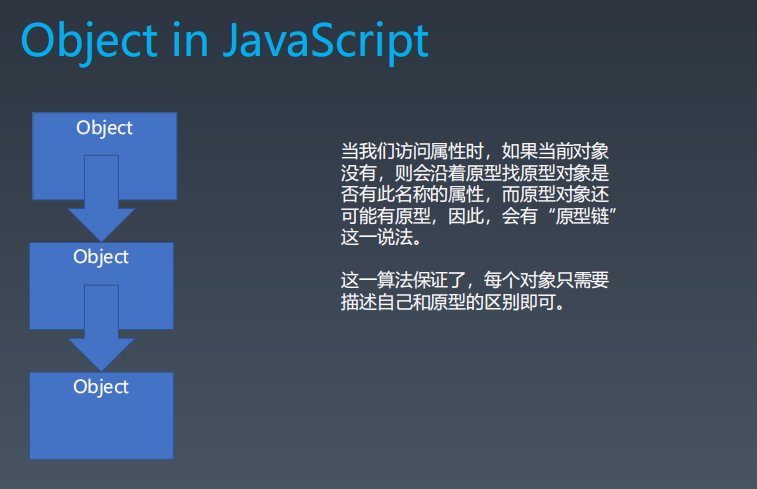 Object in JavaScript
Object
Object
Object
当我们访问属性时，如果当前对象
没有，则会沿着原型找原型对象是
否有此名称的属性，而原型对象还
可能有原型，因此，会有“原型链”
这一说法。
这一算法保证了，每个对象只需要
描述自己和原型的区别即可。